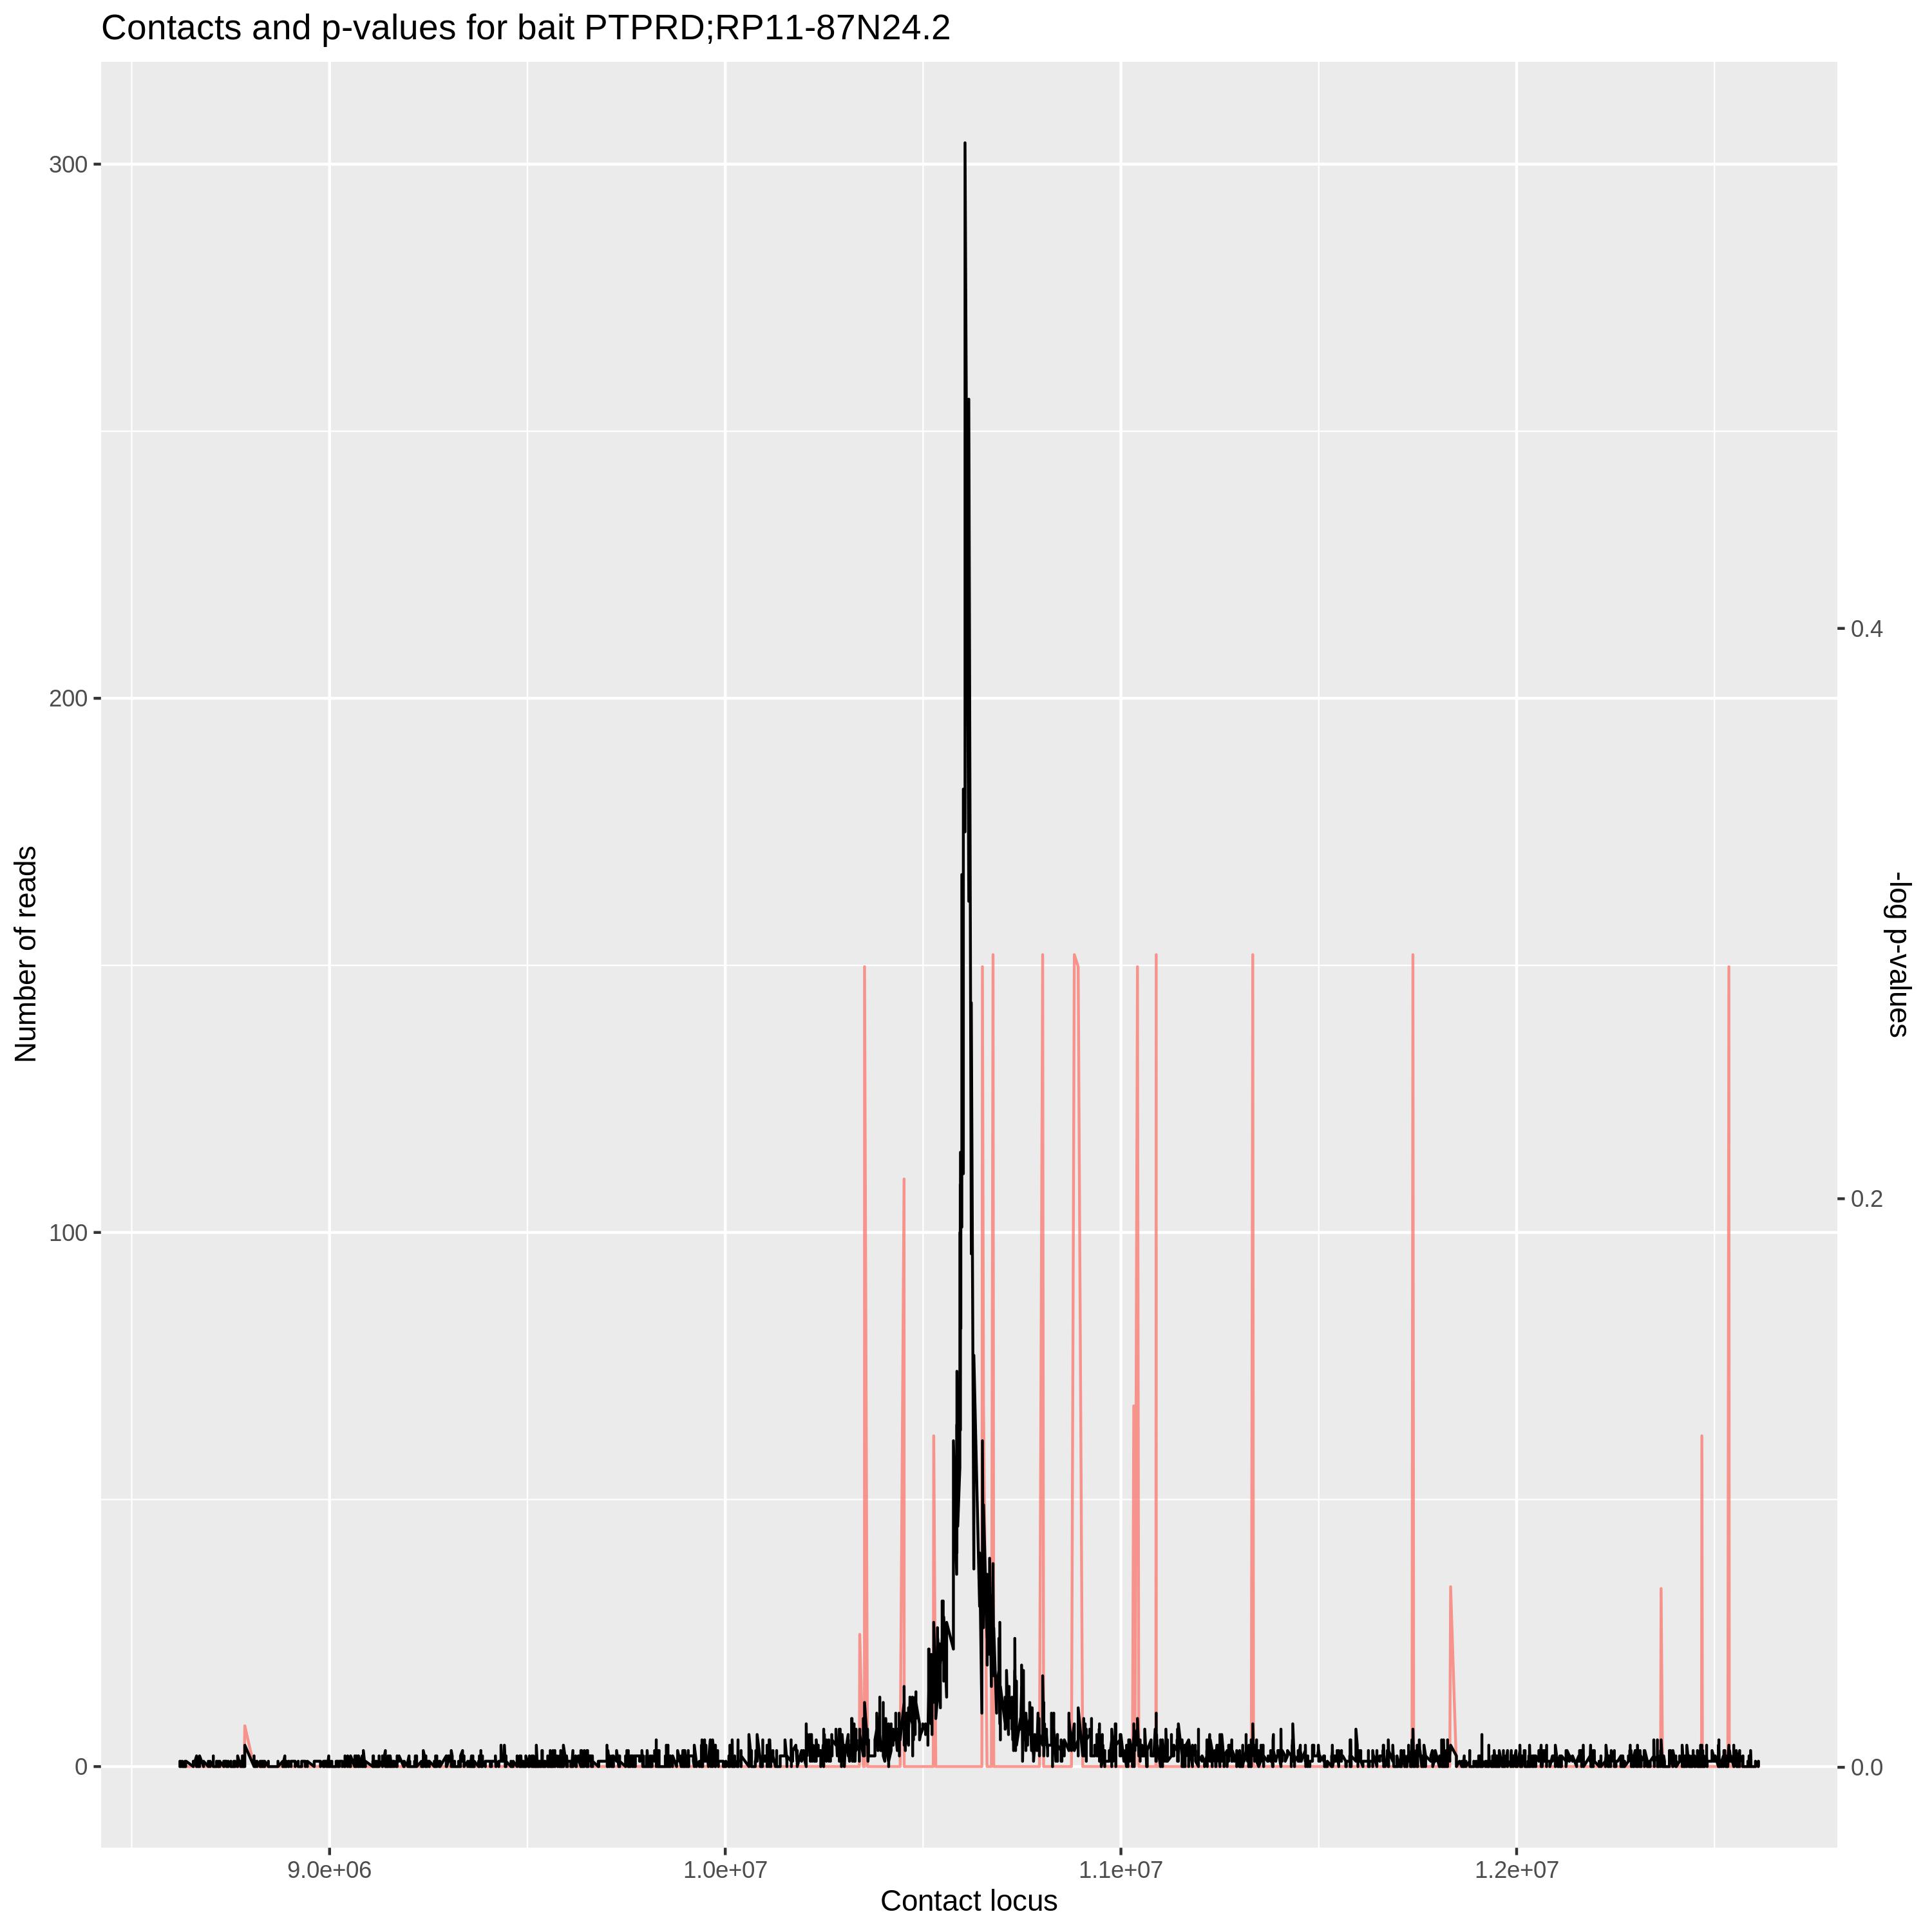 Contacts and p-values for bait PTPRD;RP11-87N24.2
300
200
100
0
Number of reads
0.4
0.2
0.0
-log p-values
9.0e+06
1.0e+07
1.1e+07
1.2e+07
Contact locus